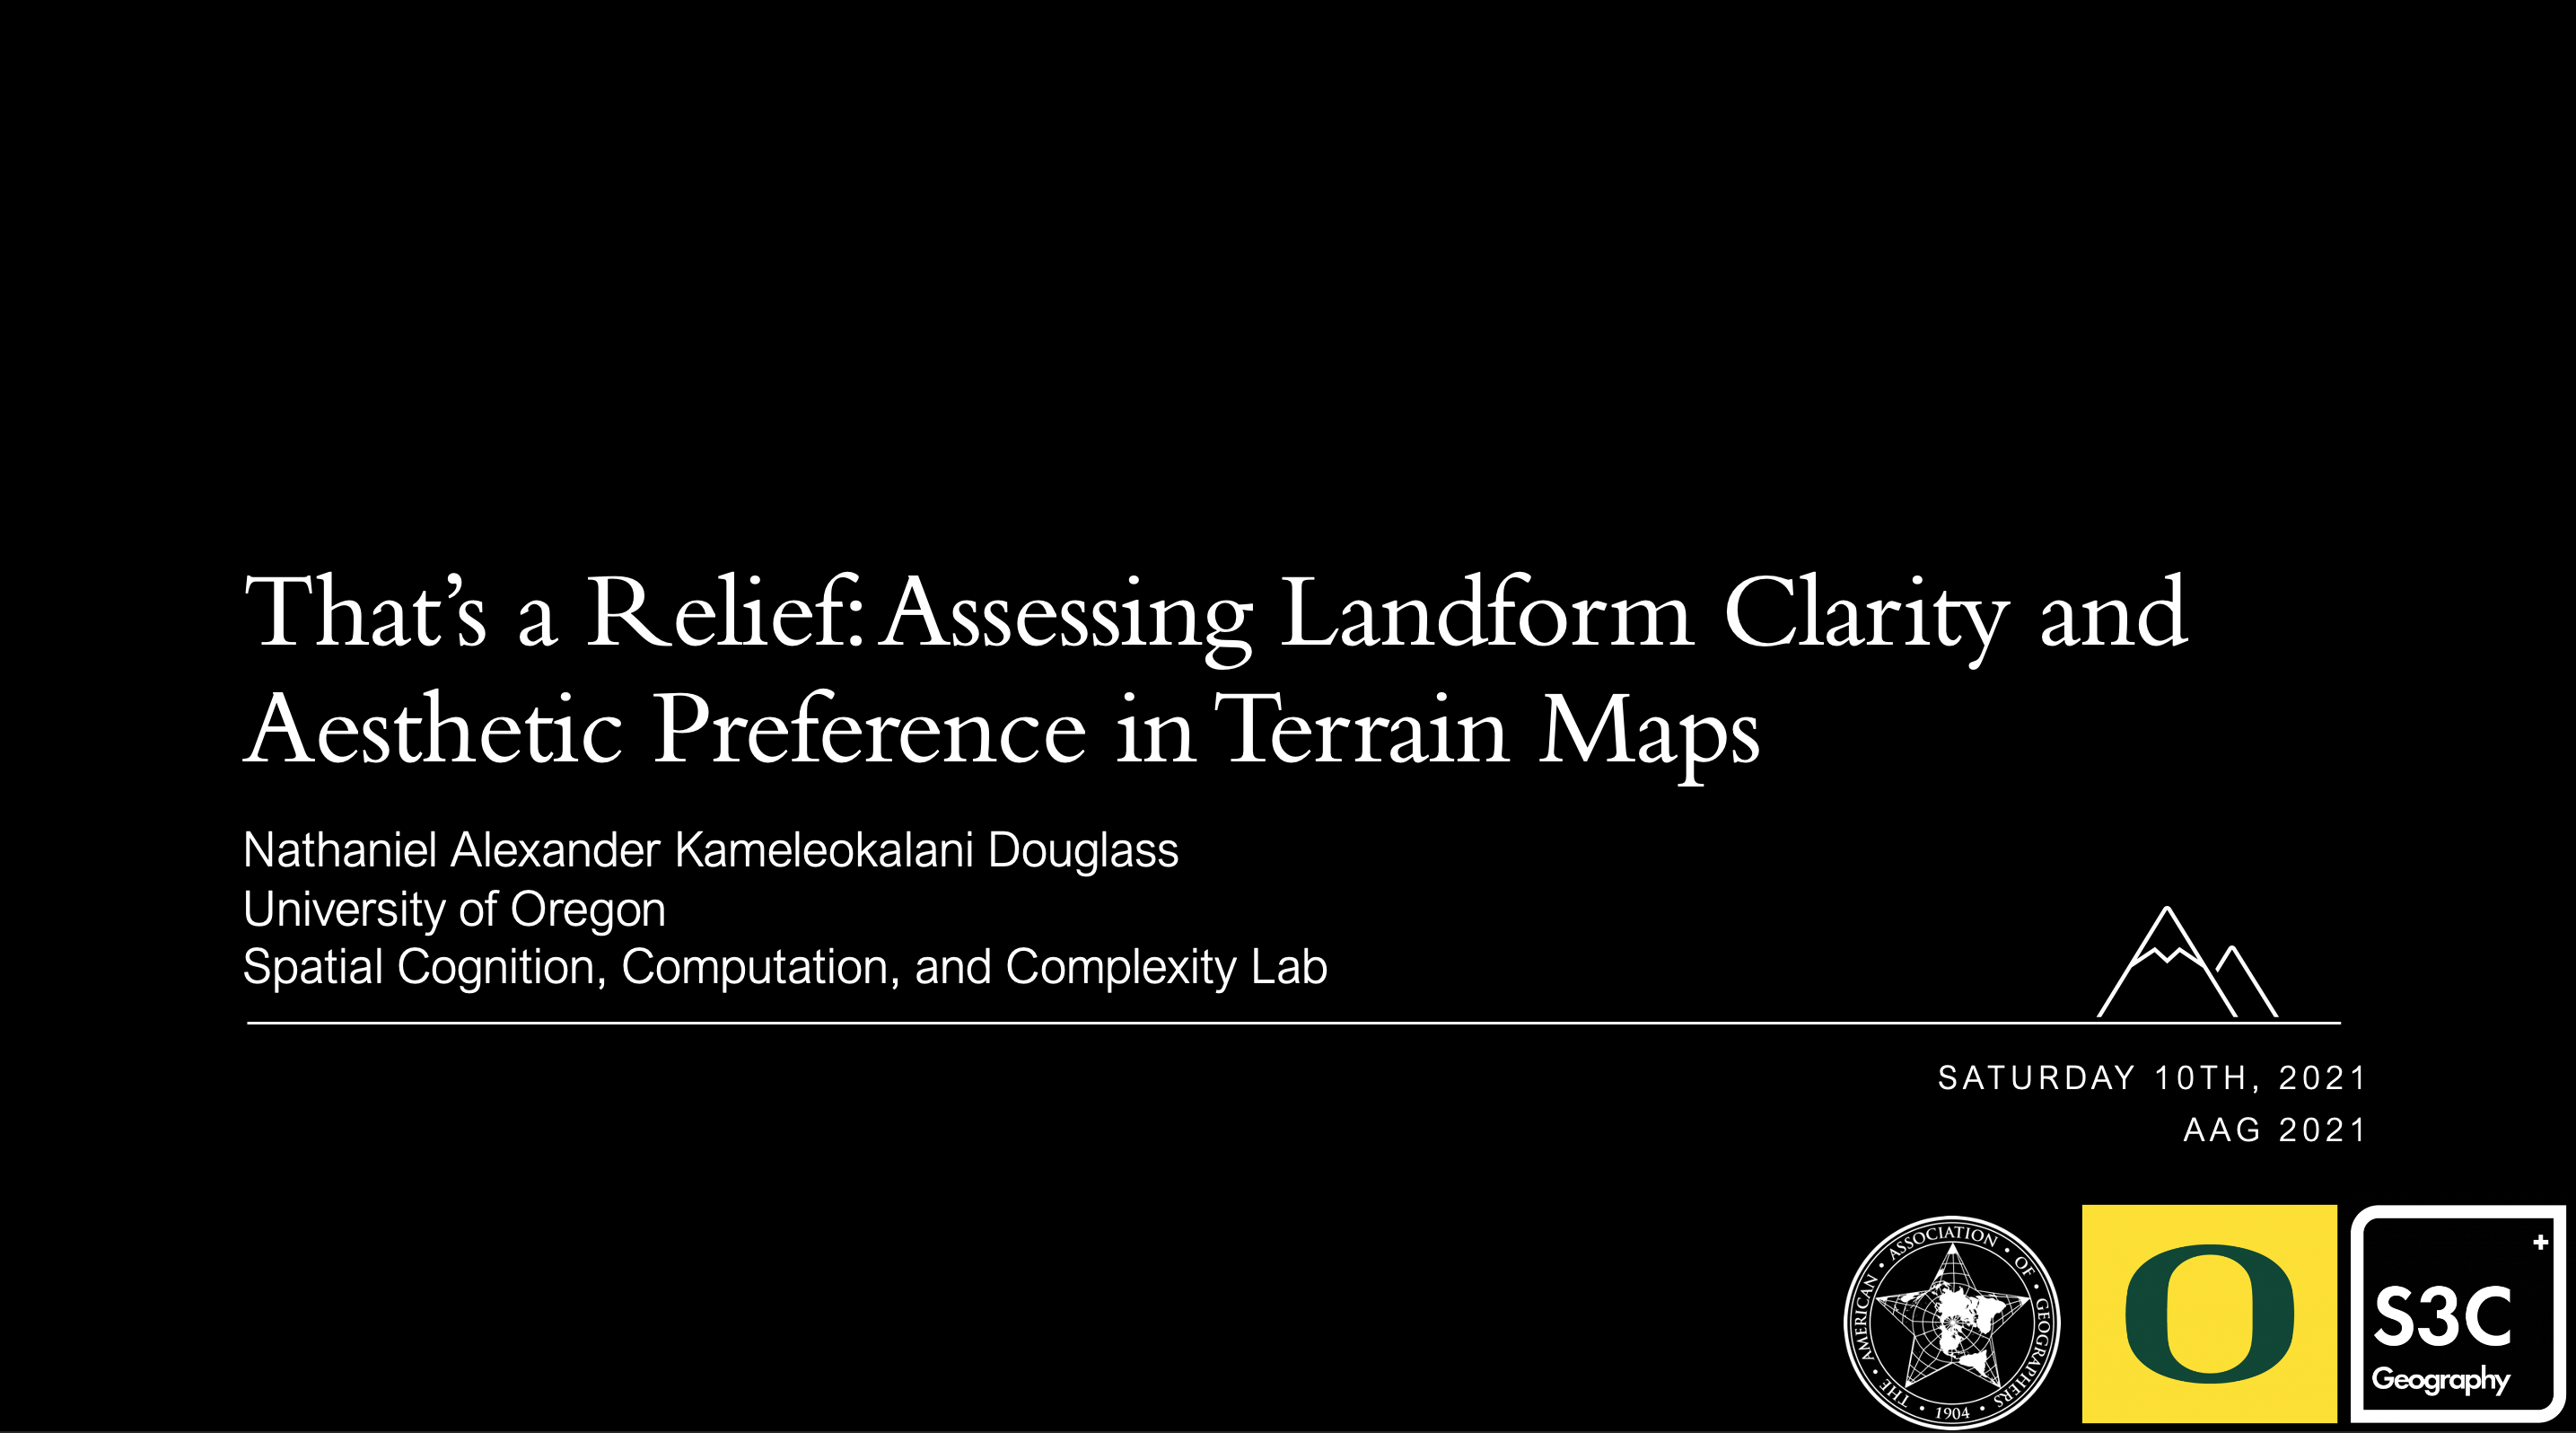 That’s a Relief: Assessing Landform Clarity and
Aesthetic Preference in Terrain Maps
Nathaniel Alexander Kameleokalani Douglass
University of Oregon
Spatial Cognition, Computation, and Complexity Lab
SATURDAY 10TH, 2021
AAG 2021
THE • AMERICAN • ASSOCIATION • OF • GEOGRAPHERS • 1904 •
O
+
S3C
Geography